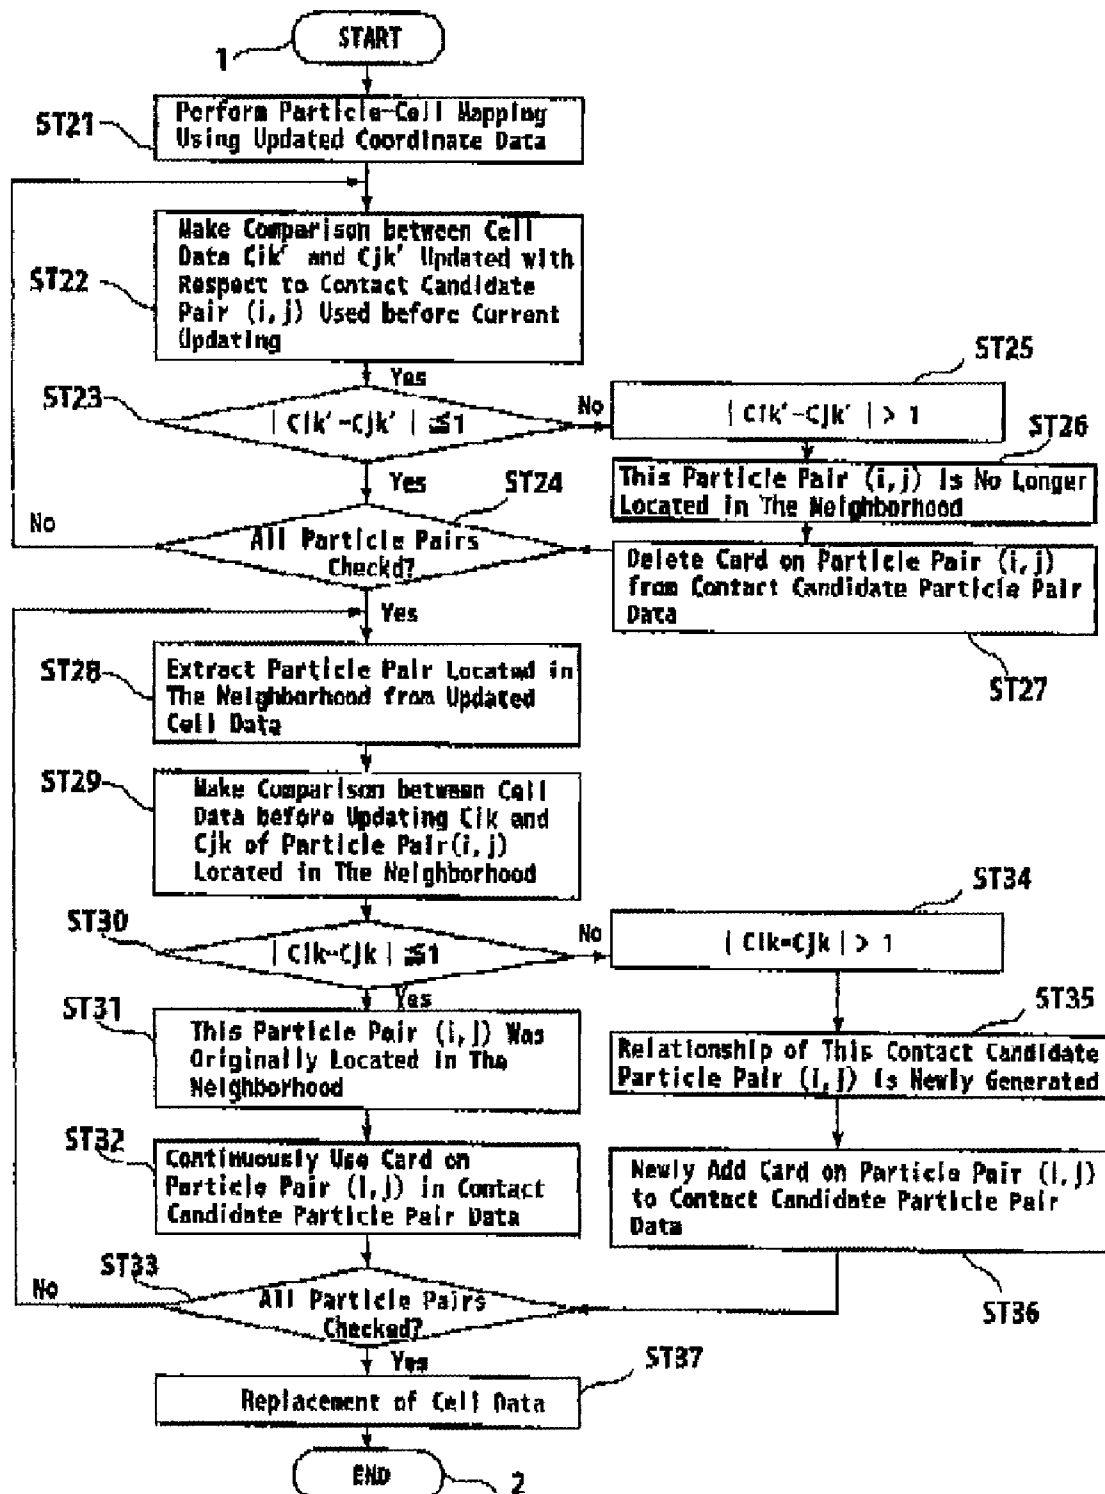 START
1
ST21
Perform Particle-Cell Mapping
Using Updated Coordinate Data
ST22
Make Comparison between Cell
Data Cik' and Cjk' Updated with
Respect to Contact Candidate
Pair (i,j) Used before Current
Updating
Yes
ST23
| Cik'-Cjk' | ≦1
No
ST25
| Cik'-Cjk' | > 1
ST26
This Particle Pair (i,j) is No Longer
Located in The Neighborhood
Yes
ST24
No
All Particle Pairs
Checkd?
Delete Card on Particle Pair (i,j)
from Contact Candidate Particle Pair
Data
ST27
Yes
ST28
Extract Particle Pair Located in
The Neighborhood from Updated
Cell Data
ST29
Make Comparison between Cell
Data before Updating Cik and
Cjk of Particle Pair(i,j)
Located in The Neighborhood
ST30
| Cik-Cjk | ≦1
No
ST34
| Cik-Cjk | > 1
Yes
ST31
This Particle Pair (i,j) Was
Originally Located in The
Neighborhood
ST35
Relationship of This Contact Candidate
Particle Pair (i,j) is Newly Generated
ST32
Continuously Use Card on
Particle Pair (i,j) in Contact
Candidate Particle Pair Data
Newly Add Card on Particle Pair (i,j)
to Contact Candidate Particle Pair
Data
ST36
ST33
No
All Particle Pairs
Checked?
Yes
ST37
Replacement of Cell Data
END
2